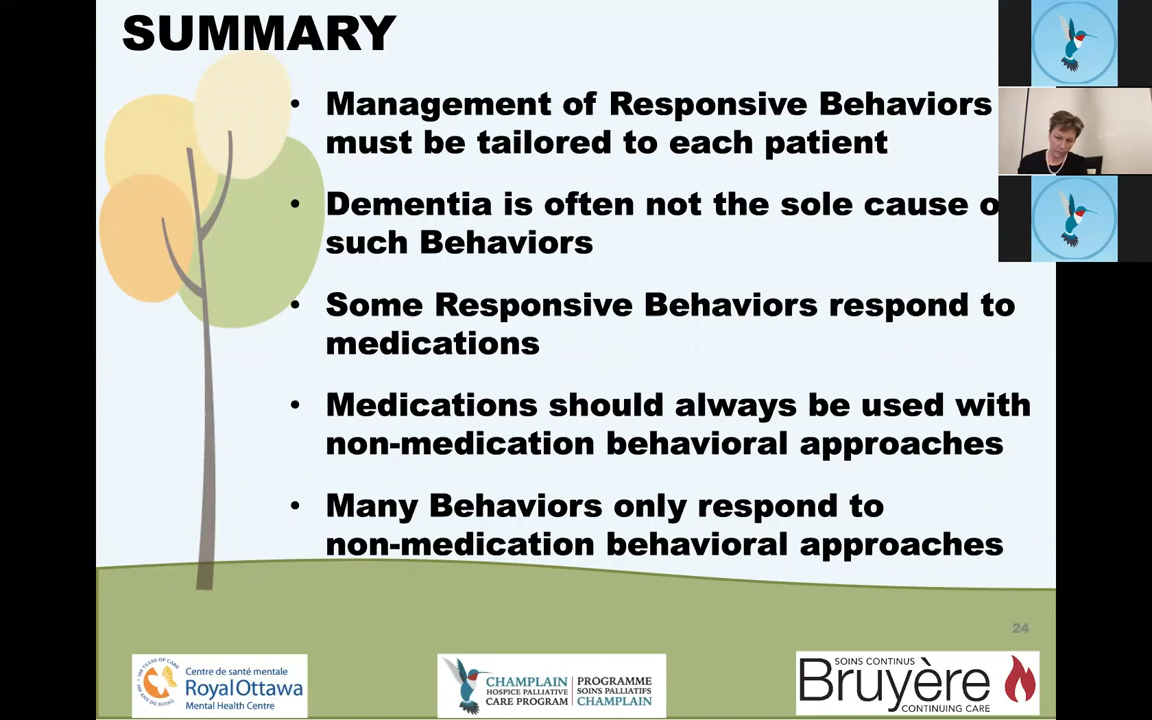 SUMMARY
• Management of Responsive Behaviors
must be tailored to each patient
• Dementia is often not the sole cause o
such Behaviors
• Some Responsive Behaviors respond to
medications
• Medications should always be used with
non-medication behavioral approaches
• Many Behaviors only respond to
non-medication behavioral approaches
24
Centre de santé mentale
Royal Ottawa
Mental Health Centre
CHAMPLAIN
HOSPICE PALLIATIVE
CARE PROGRAM
PROGRAMME
SOINS PALLIATIFS
CHAMPLAIN
SOINS CONTINUS
Bruyère
CONTINUING CARE